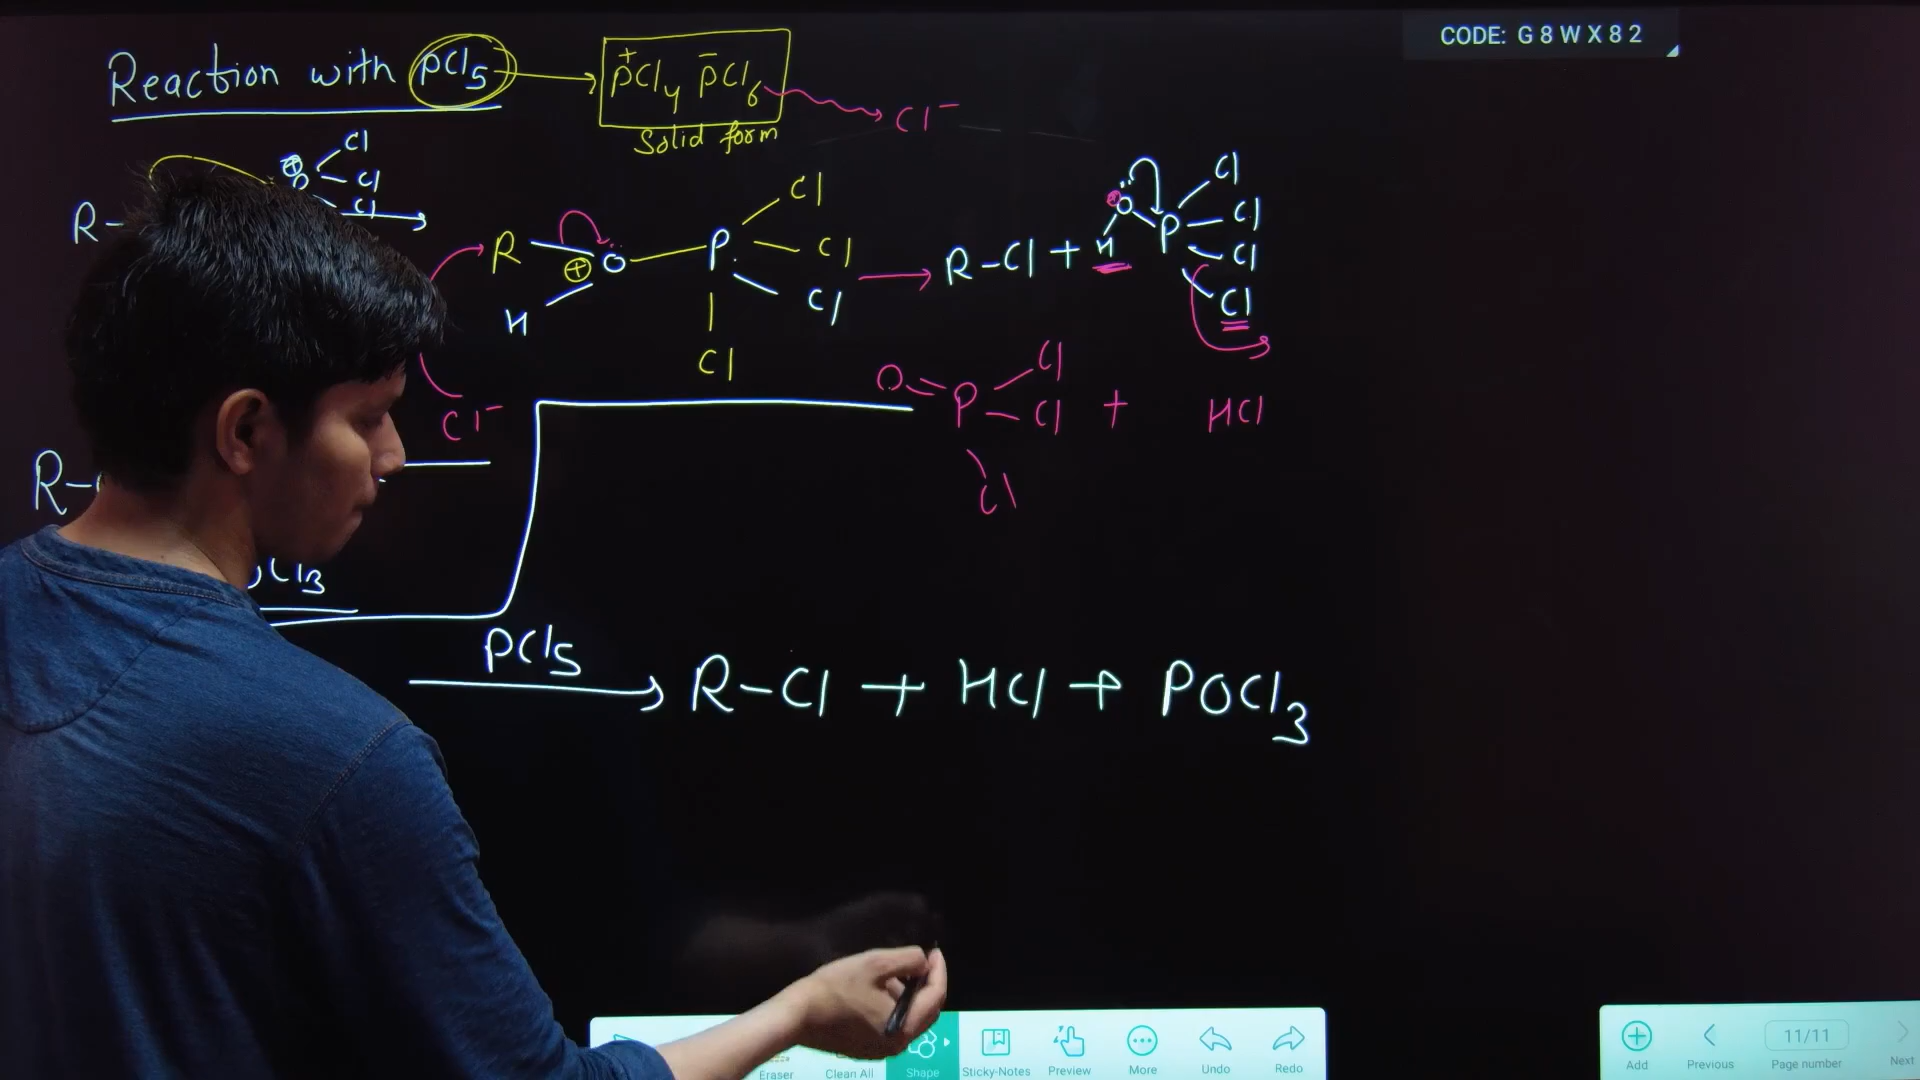 CODE: G8WX82
Reaction with PCl5 → P+Cl4 P-Cl6 Cl-
Solid form
Cl
⊕ Cl
Cl
R-
R ⊕ O - P Cl Cl Cl Cl → R-Cl + H O P Cl Cl Cl Cl
H
Cl-
O=P Cl Cl Cl + HCl
R-
Cl3
PCl5
→ R-Cl + HCl + POCl3
Eraser Clean All Shape Sticky-Notes Preview More Undo Redo
Add Previous 11/11 Page number Next